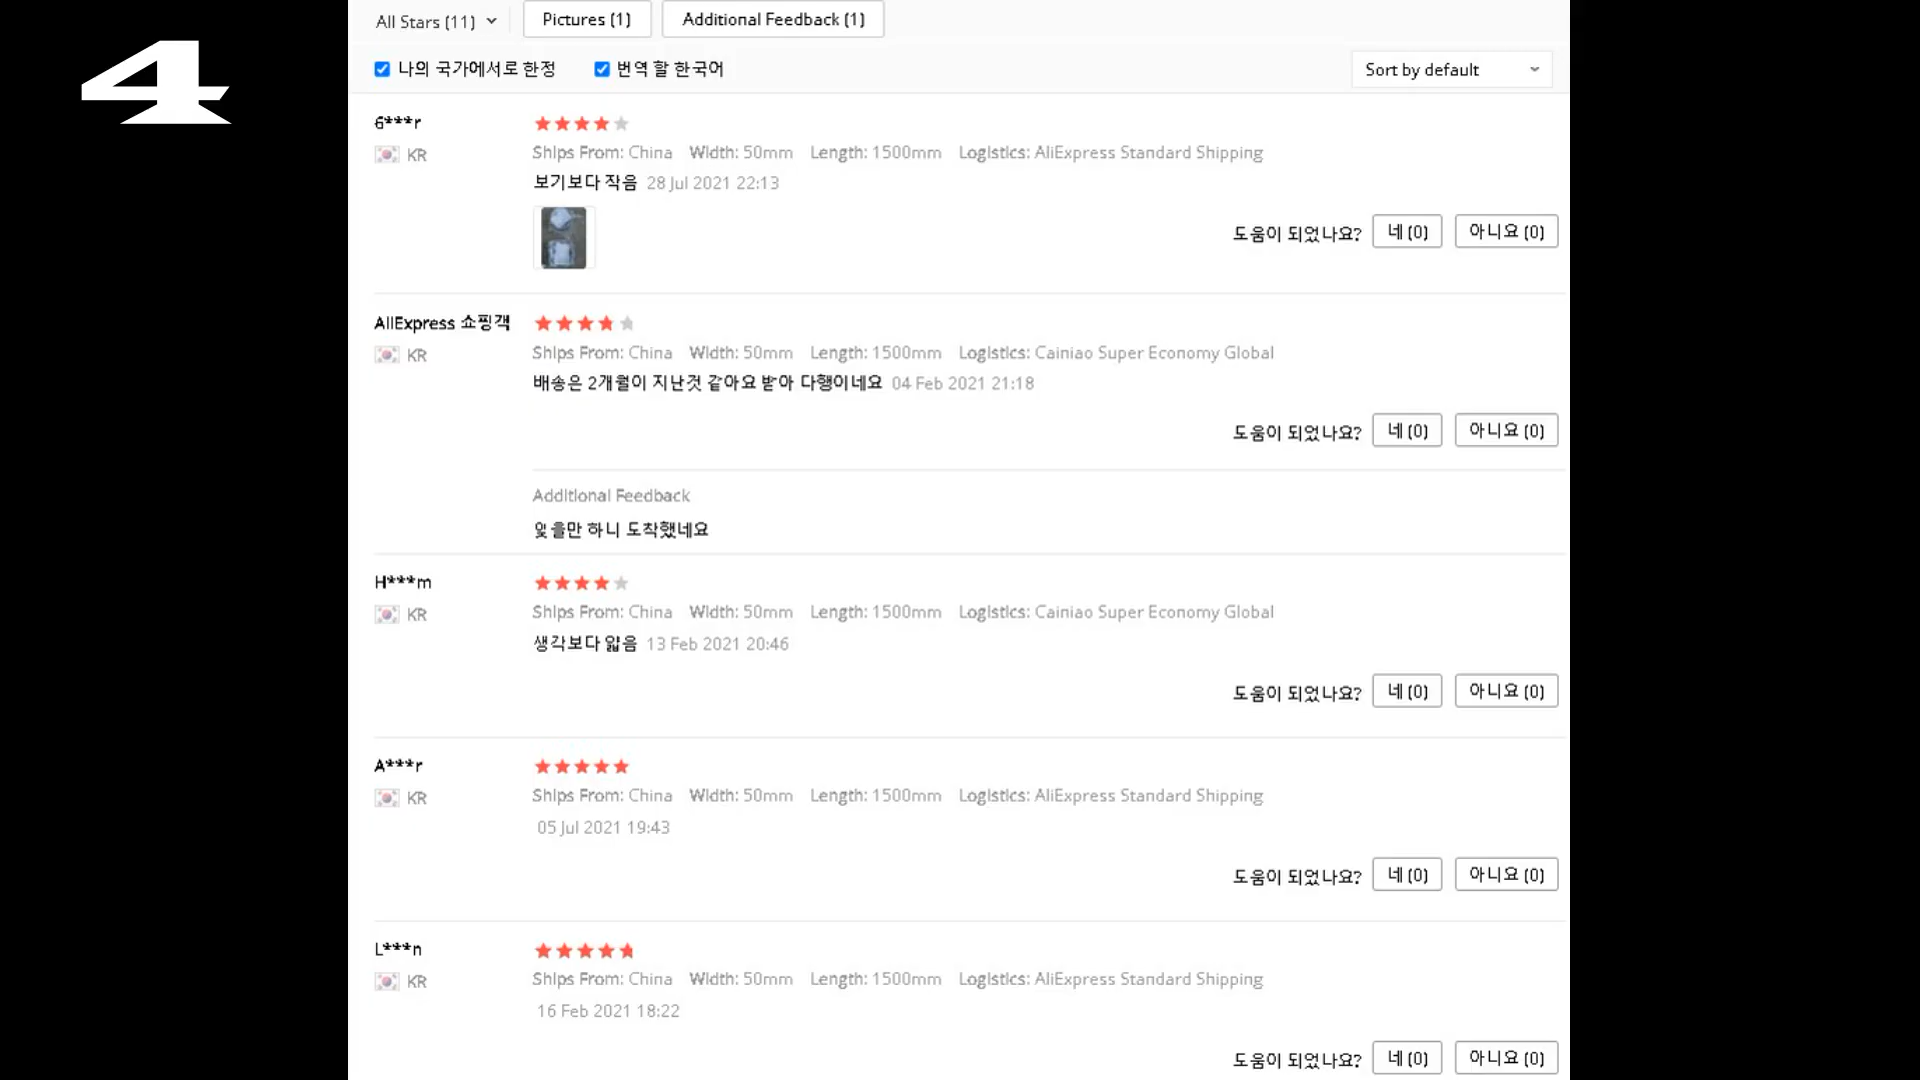 4
All Stars (11)
Pictures (1)
Additional Feedback (1)
나의 국가에서로 한정
번역 할 한국어
Sort by default
6***r
KR
Ships From: China Width: 50mm Length: 1500mm Logistics: AliExpress Standard Shipping
보기보다 작음 28 Jul 2021 22:13
도움이 되었나요? 네 (0) 아니요 (0)
AliExpress 쇼핑객
KR
Ships From: China Width: 50mm Length: 1500mm Logistics: Cainiao Super Economy Global
배송은 2개월이 지난것 같아요 받아 다행이네요 04 Feb 2021 21:18
도움이 되었나요? 네 (0) 아니요 (0)
Additional Feedback
잊을만 하니 도착했네요
H***m
KR
Ships From: China Width: 50mm Length: 1500mm Logistics: Cainiao Super Economy Global
생각보다 얇음 13 Feb 2021 20:46
도움이 되었나요? 네 (0) 아니요 (0)
A***r
KR
Ships From: China Width: 50mm Length: 1500mm Logistics: AliExpress Standard Shipping
05 Jul 2021 19:43
도움이 되었나요? 네 (0) 아니요 (0)
L***n
KR
Ships From: China Width: 50mm Length: 1500mm Logistics: AliExpress Standard Shipping
16 Feb 2021 18:22
도움이 되었나요? 네 (0) 아니요 (0)